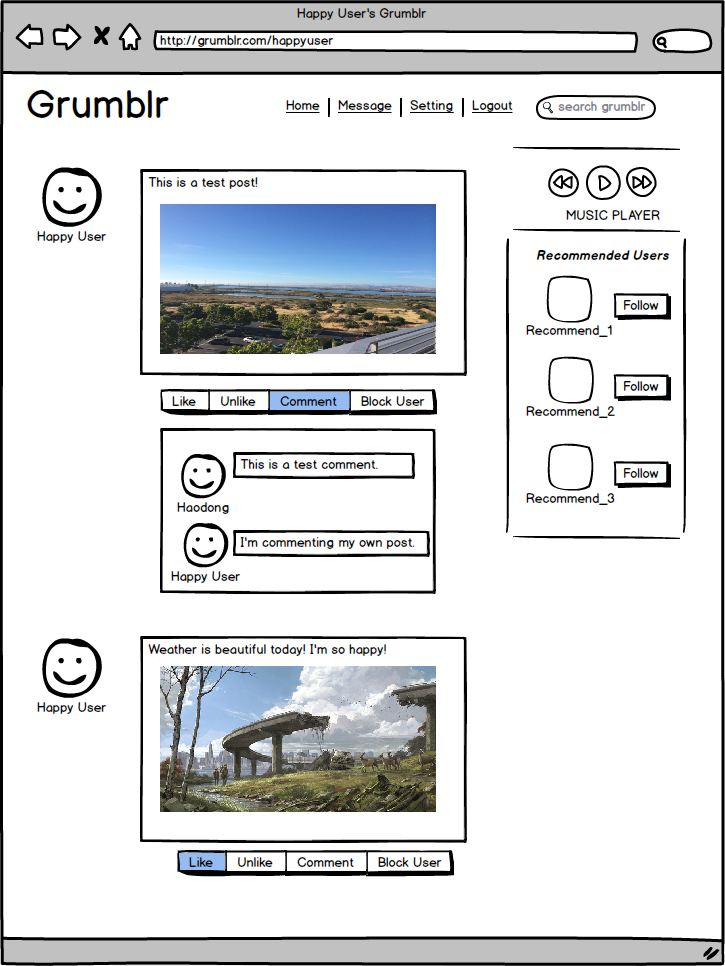 Happy User's Grumblr
http://grumblr.com/happyuser
Grumblr
Home | Message | Setting | Logout
search grumblr
Happy User
This is a test post!
Like Unlike Comment Block User
Haodong
This is a test comment.
Happy User
I'm commenting my own post.
MUSIC PLAYER
Recommended Users
Recommend_1
Follow
Recommend_2
Follow
Recommend_3
Follow
Happy User
Weather is beautiful today! I'm so happy!
Like Unlike Comment Block User